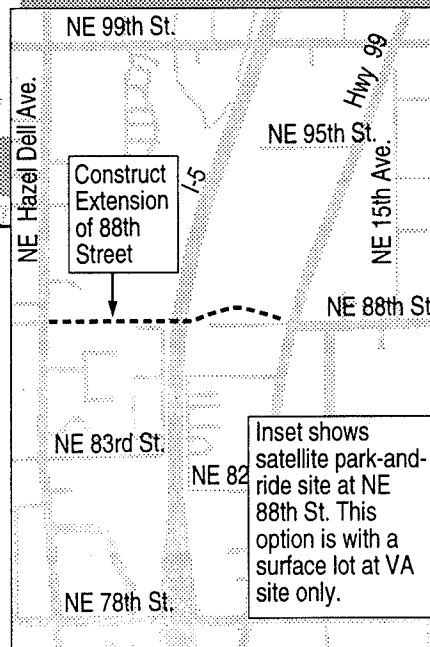 NE 99th St.
NE Hazel Dell Ave.
Hwy 99
NE 95th St.
Construct
Extension
of 88th
Street
I-5
NE 15th Ave.
NE 88th St
NE 83rd St.
NE 82
Inset shows
satellite park-and-
ride site at NE
88th St. This
option is with a
surface lot at VA
site only.
NE 78th St.